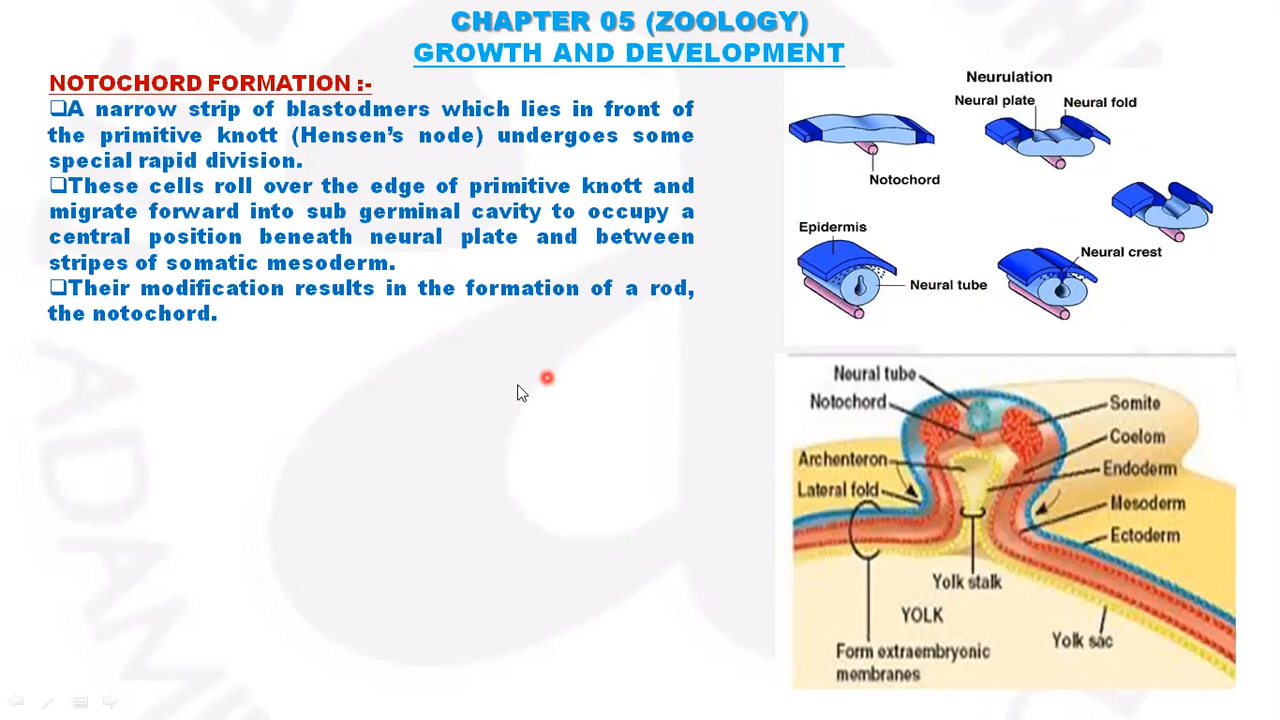 CHAPTER 05 (ZOOLOGY)
GROWTH AND DEVELOPMENT
NOTOCHORD FORMATION :-
❑A narrow strip of blastodmers which lies in front of
the primitive knott (Hensen's node) undergoes some
special rapid division.
❑These cells roll over the edge of primitive knott and
migrate forward into sub germinal cavity to occupy a
central position beneath neural plate and between
stripes of somatic mesoderm.
❑Their modification results in the formation of a rod,
the notochord.
Neurulation
Neural plate
Neural fold
Notochord
Epidermis
Neural crest
Neural tube
Neural tube
Notochord
Somite
Coelom
Archenteron
Endoderm
Lateral fold
Mesoderm
Ectoderm
Yolk stalk
YOLK
Yolk sac
Form extraembryonic
membranes